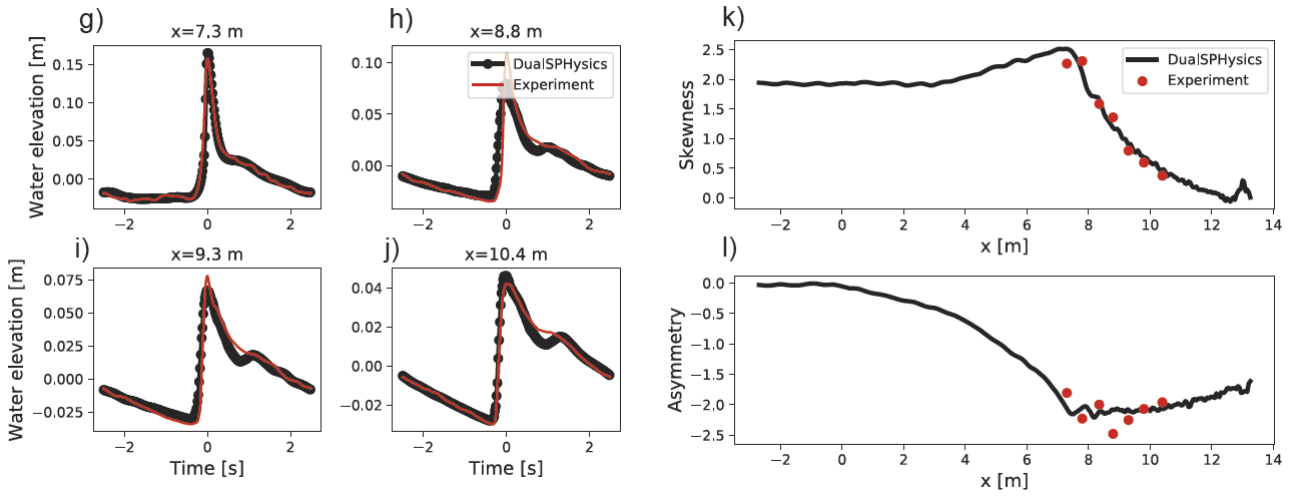 g)
x=7.3 m
Water elevation [m]
0.15
0.10
0.05
0.00
−2
0
2
h)
x=8.8 m
DualSPHysics
Experiment
0.10
0.05
0.00
−2
0
2
i)
x=9.3 m
Water elevation [m]
0.075
0.050
0.025
0.000
−0.025
−2
0
2
Time [s]
j)
x=10.4 m
0.04
0.02
0.00
−0.02
−2
0
2
Time [s]
k)
DualSPHysics
Experiment
Skewness
2.5
2.0
1.5
1.0
0.5
0.0
−2
0
2
4
6
8
10
12
14
x [m]
l)
Asymmetry
0.0
−0.5
−1.0
−1.5
−2.0
−2.5
−2
0
2
4
6
8
10
12
14
x [m]